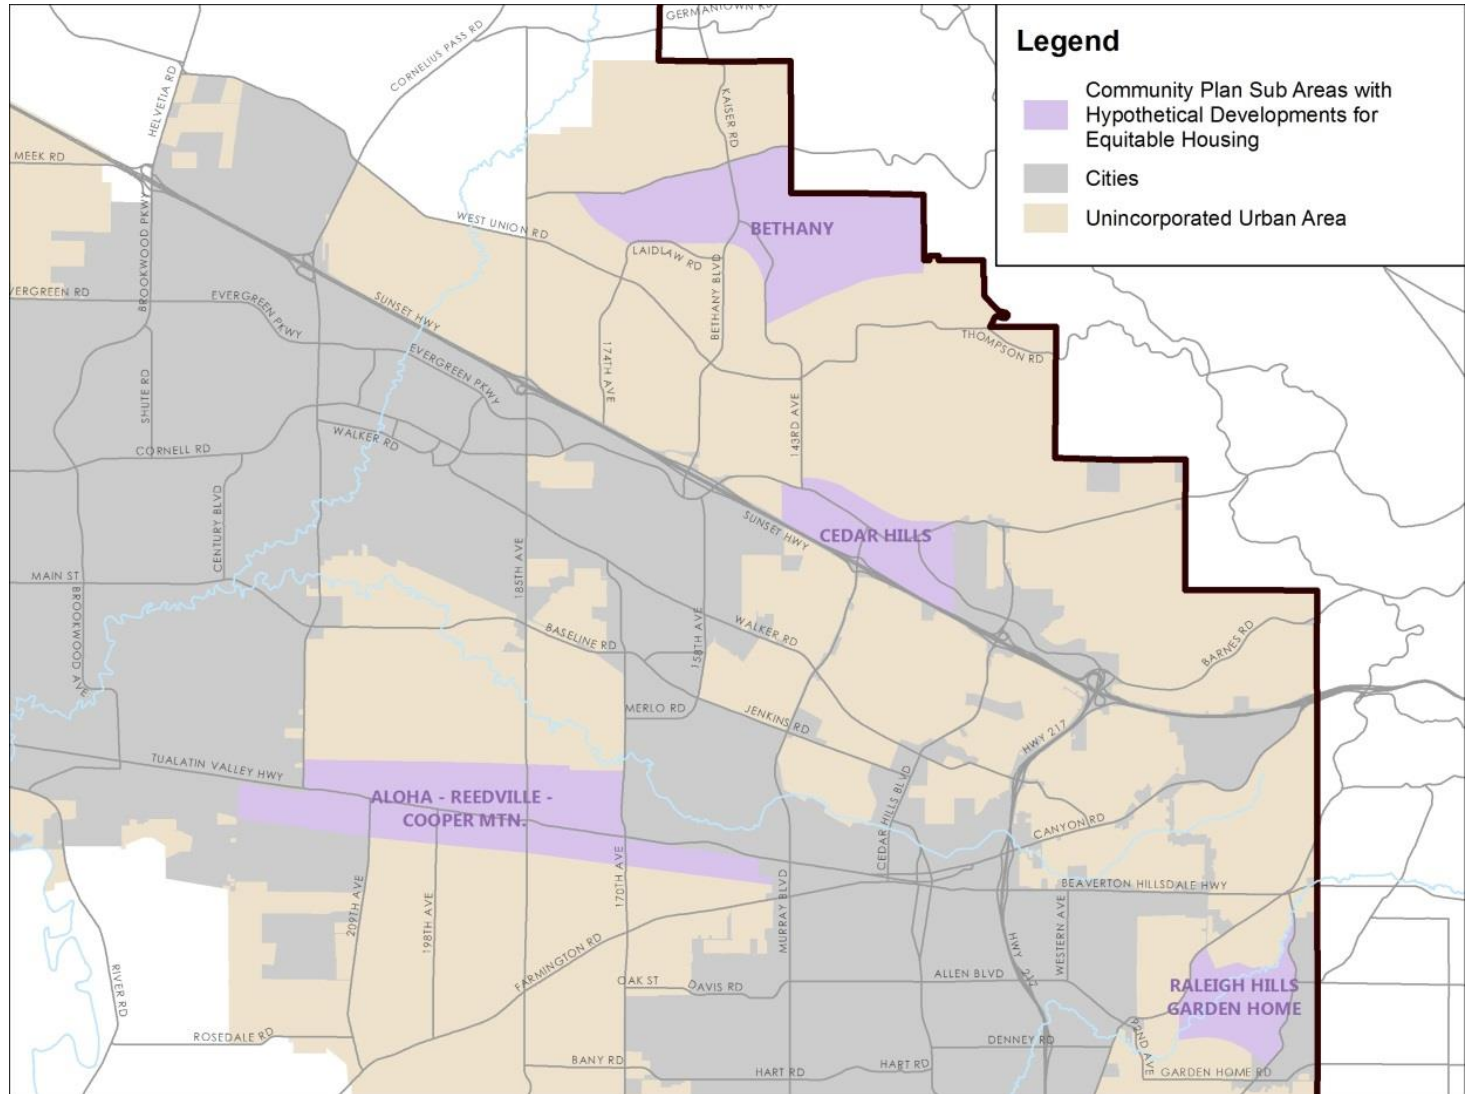 Legend
Community Plan Sub Areas with
Hypothetical Developments for
Equitable Housing
Cities
Unincorporated Urban Area
GERMANTOWN RD
CORNELIUS PASS RD
HELVETIA RD
KAISER RD
MEEK RD
BROOKWOOD PKWY
WEST UNION RD
BETHANY
LAIDLAW RD
BETHANY BLVD
VERGREEN RD
EVERGREEN PKWY
SUNSET HWY
THOMPSON RD
EVERGREEN PKWY
174TH AVE
SHUTE RD
143RD AVE
WALKER RD
CORNELL RD
CENTURY BLVD
SUNSET HWY
CEDAR HILLS
185TH AVE
MAIN ST
BROOKWOOD AVE
BASELINE RD
158TH AVE
WALKER RD
BARNES RD
MERLO RD
JENKINS RD
HWY 217
TUALATIN VALLEY HWY
ALOHA - REEDVILLE -
COOPER MTN.
CEDAR HILLS BLVD
CANYON RD
170TH AVE
BEAVERTON HILLSDALE HWY
209TH AVE
198TH AVE
MURRAY BLVD
WESTERN AVE
FARMINGTON RD
HWY 217
OAK ST
DAVIS RD
ALLEN BLVD
RALEIGH HILLS
GARDEN HOME
RIVER RD
ROSEDALE RD
DENNEY RD
92ND AVE
BANY RD
HART RD
HART RD
GARDEN HOME RD